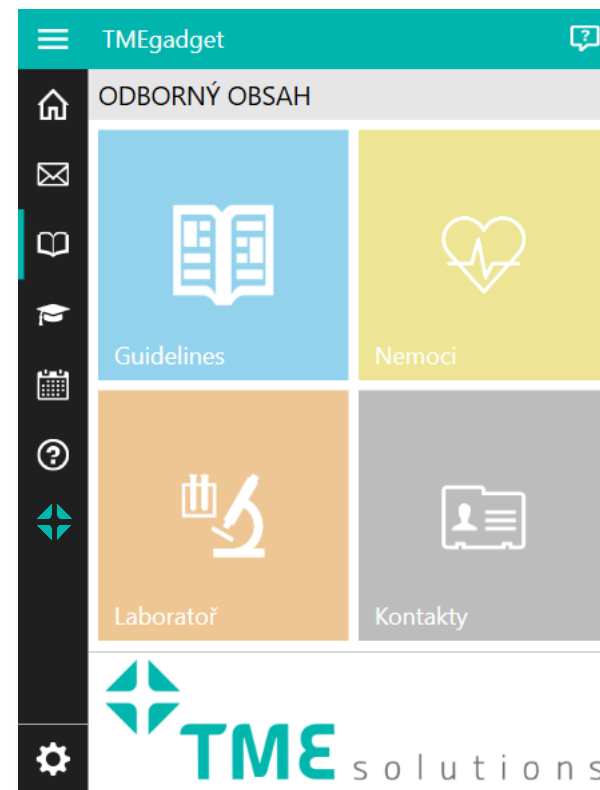 TMEgadget
ODBORNÝ OBSAH
Guidelines
Nemoci
Laboratoř
Kontakty
TME solutions